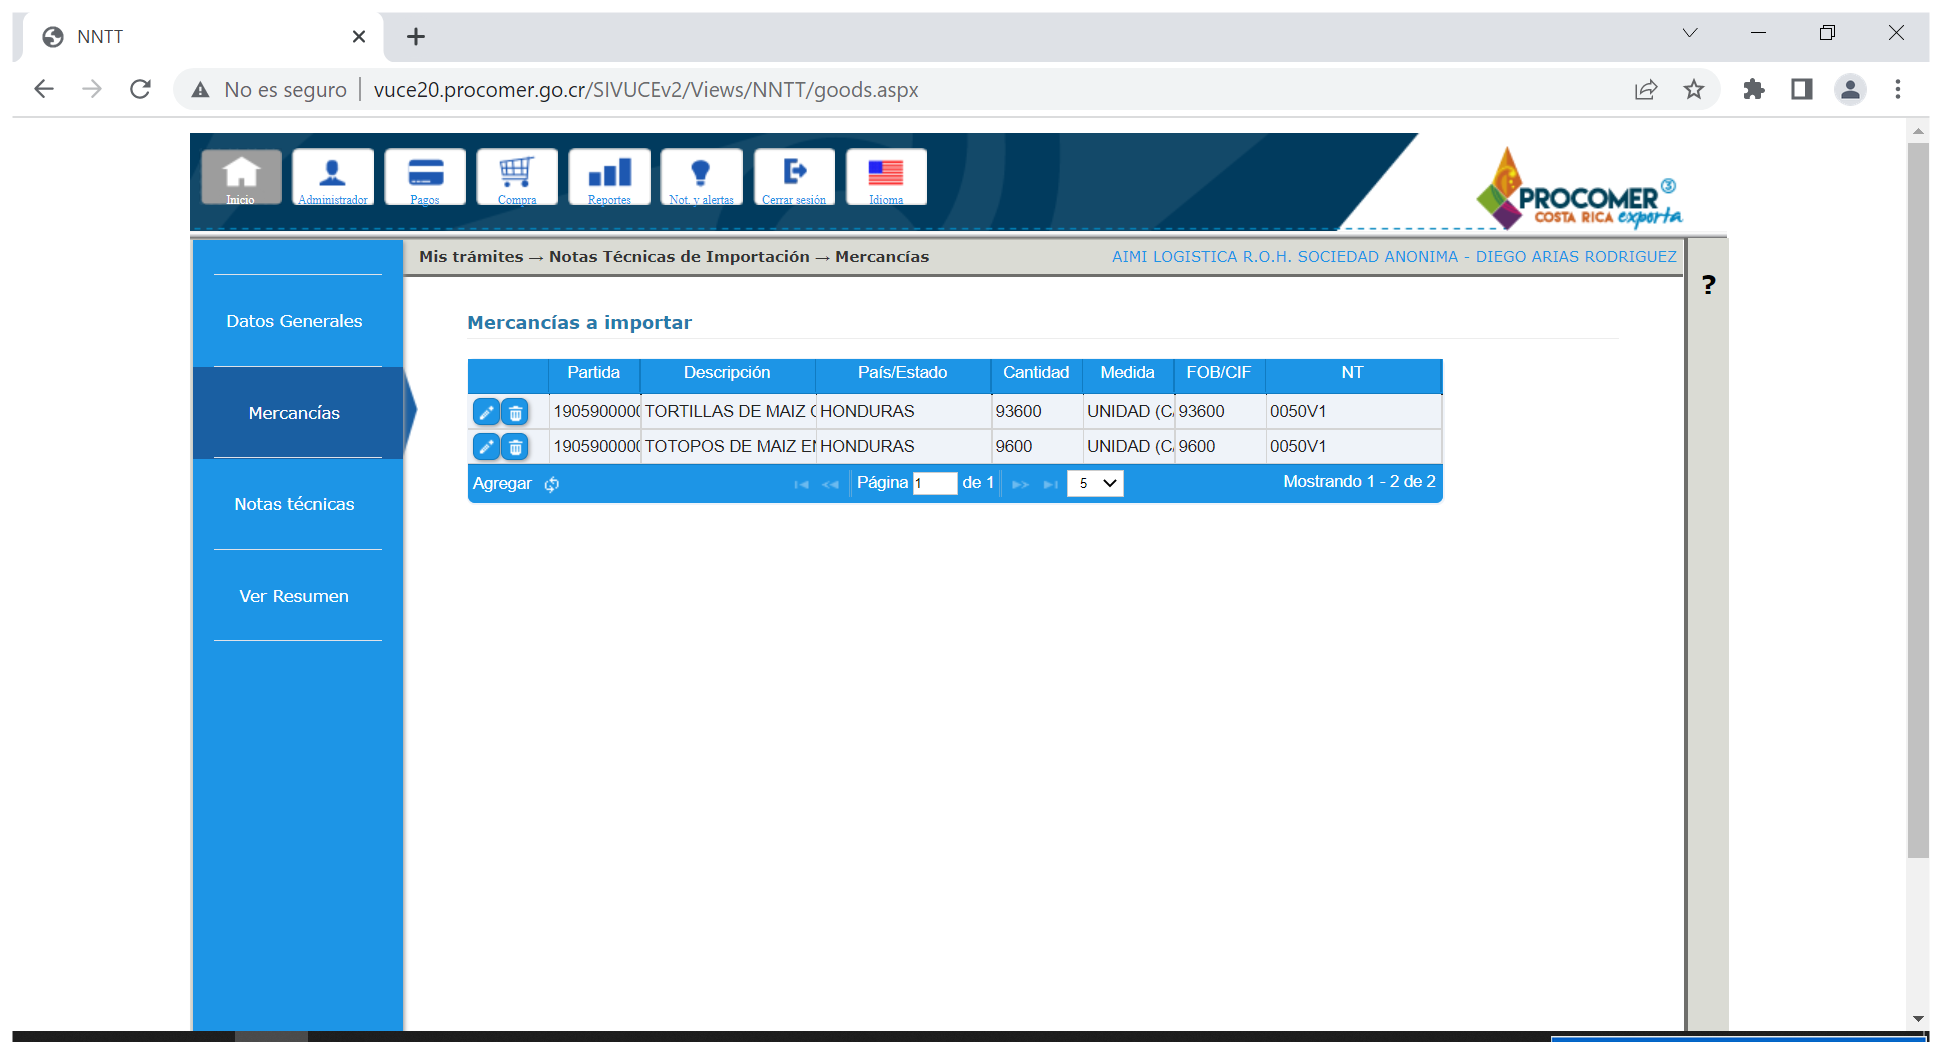 NNTT
No es seguro
vuce20.procomer.go.cr/SIVUCEv2/Views/NNTT/goods.aspx
Inicio
Administrador
Pagos
Compra
Reportes
Not. y alertas
Cerrar sesión
Idioma
PROCOMER
COSTA RICA exporta
Mis trámites → Notas Técnicas de Importación → Mercancías
AIMI LOGISTICA R.O.H. SOCIEDAD ANONIMA - DIEGO ARIAS RODRIGUEZ
?
Datos Generales
Mercancías
Notas técnicas
Ver Resumen
Mercancías a importar
Partida Descripción País/Estado Cantidad Medida FOB/CIF NT
1905900000 TORTILLAS DE MAIZ HONDURAS 93600 UNIDAD (C 93600 0050V1
1905900000 TOTOPOS DE MAIZ HONDURAS 9600 UNIDAD (C 9600 0050V1
Agregar Página 1 de 1 5 Mostrando 1 - 2 de 2